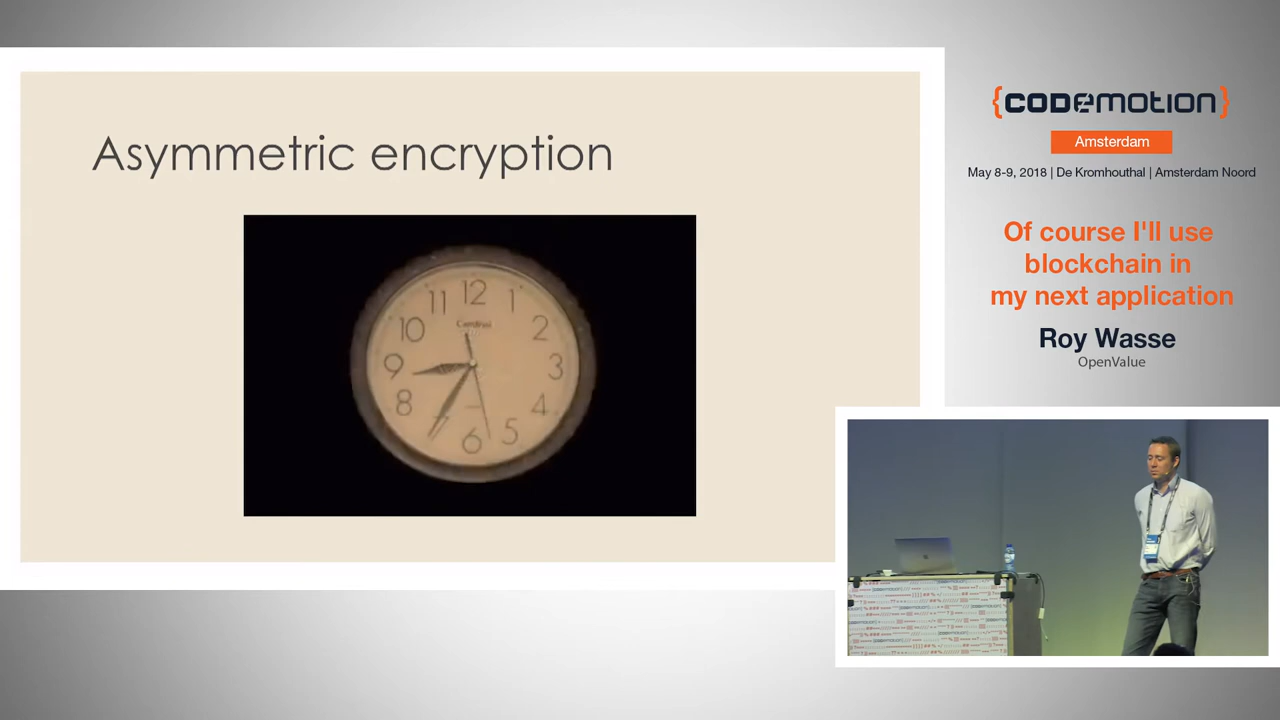 Asymmetric encryption
12
11
1
10
2
9
3
8
4
7
6
5
{CODEMOTION}
Amsterdam
May 8-9, 2018 | De Kromhouthal | Amsterdam Noord
Of course I'll use
blockchain in
my next application
Roy Wasse
OpenValue